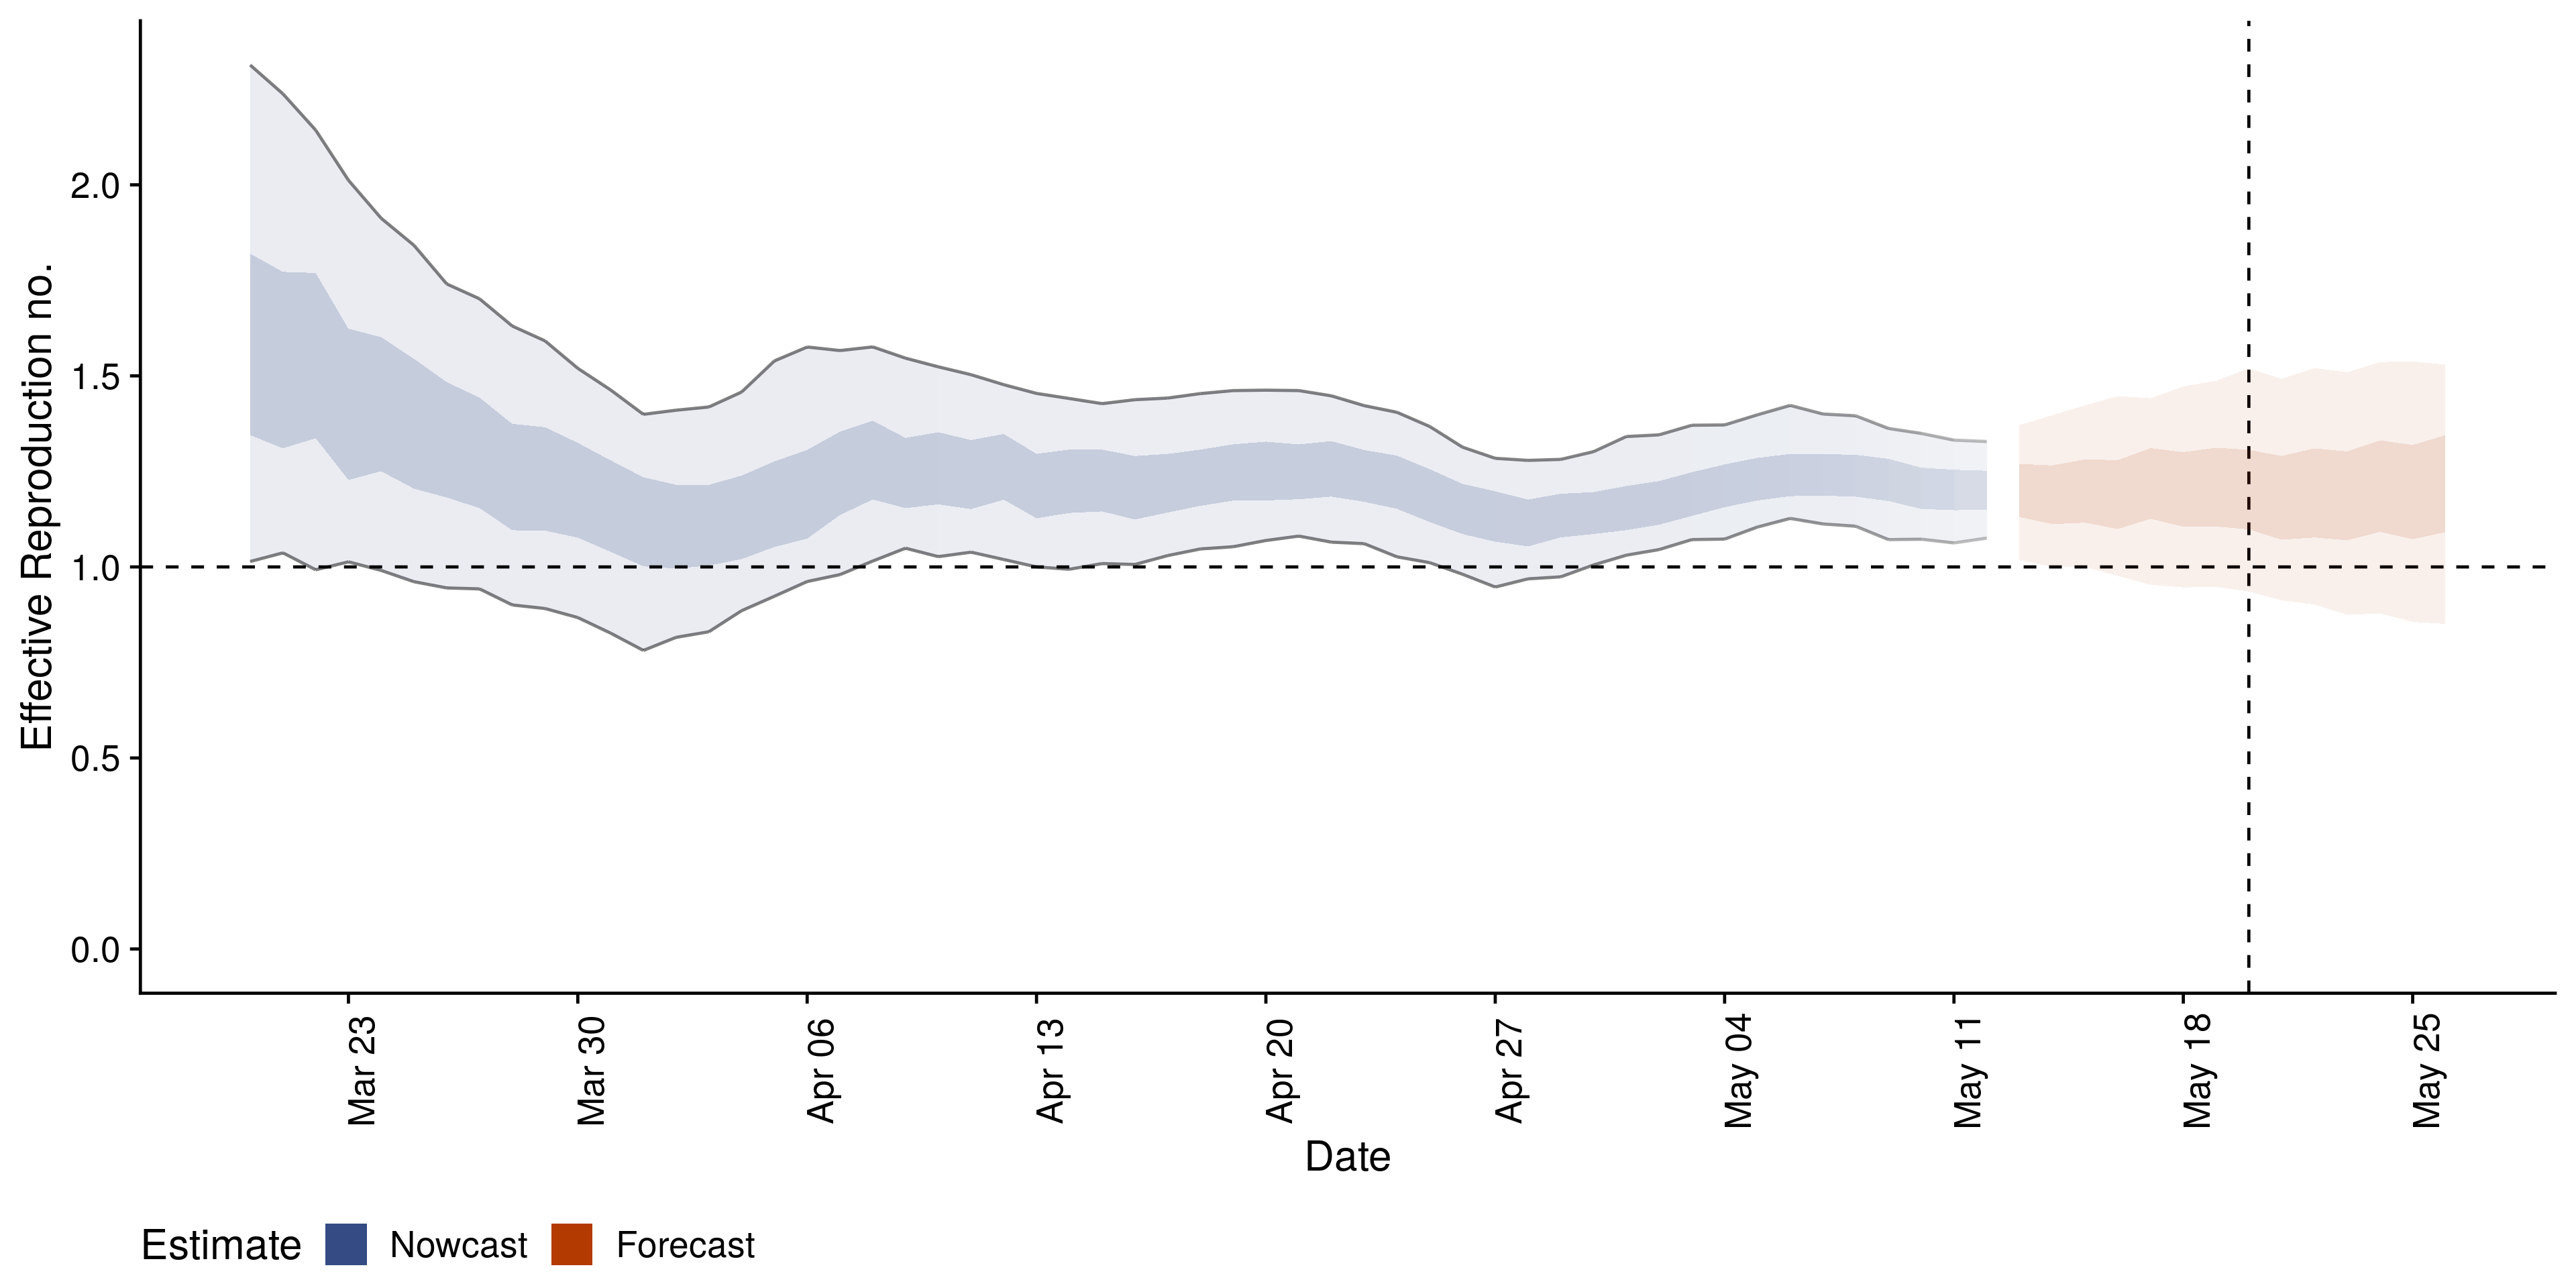 Effective Reproduction no.
2.0
1.5
1.0
0.5
0.0
Mar 23
Mar 30
Apr 06
Apr 13
Apr 20
Apr 27
May 04
May 11
May 18
May 25
Date
Estimate Nowcast Forecast